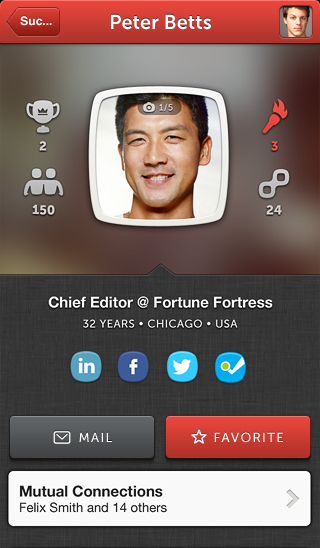 Suc...
Peter Betts
1/5
2
3
150
24
Chief Editor @ Fortune Fortress
32 YEARS • CHICAGO • USA
in f
MAIL
FAVORITE
Mutual Connections
Felix Smith and 14 others